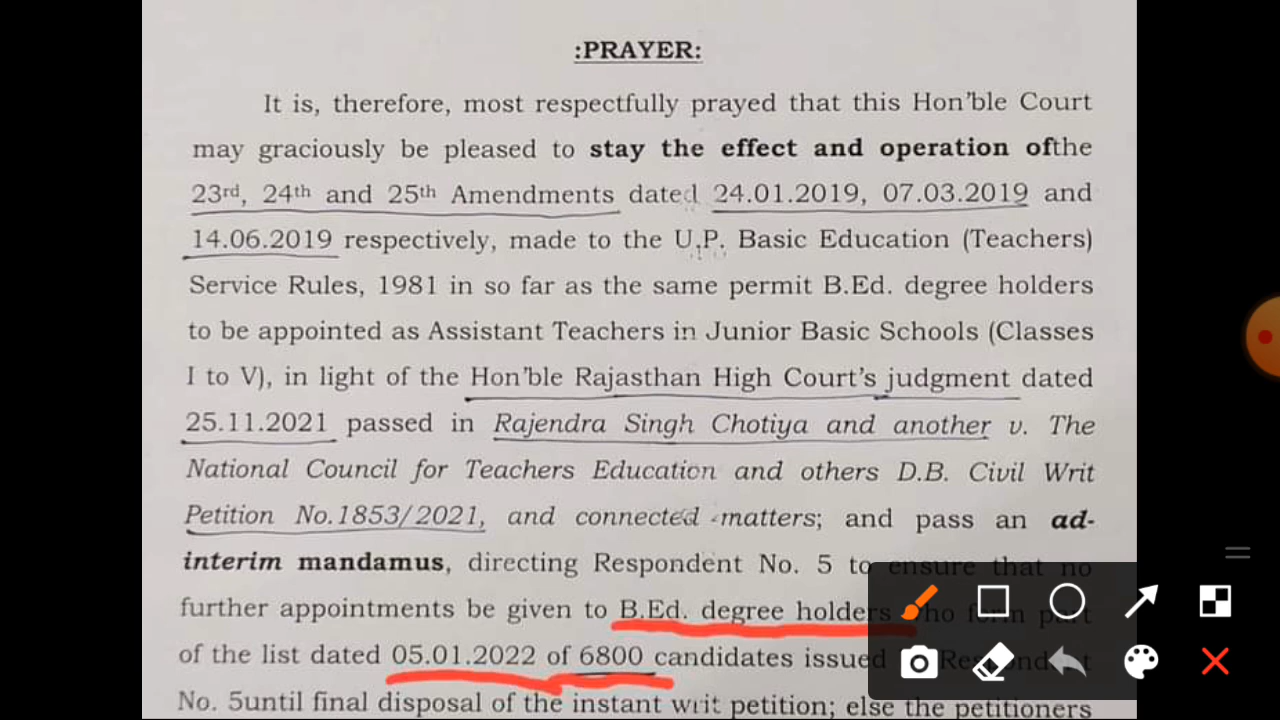 :PRAYER:
It is, therefore, most respectfully prayed that this Hon'ble Court
may graciously be pleased to stay the effect and operation ofthe
23rd, 24th and 25th Amendments dated 24.01.2019, 07.03.2019 and
14.06.2019 respectively, made to the U.P. Basic Education (Teachers)
Service Rules, 1981 in so far as the same permit B.Ed. degree holders
to be appointed as Assistant Teachers in Junior Basic Schools (Classes
I to V), in light of the Hon'ble Rajasthan High Court's judgment dated
25.11.2021 passed in Rajendra Singh Chotiya and another v. The
National Council for Teachers Education and others D.B. Civil Writ
Petition No.1853/2021, and connected matters; and pass an ad-
interim mandamus, directing Respondent No. 5 to ensure that no
further appointments be given to B.Ed. degree holders who form part
of the list dated 05.01.2022 of 6800 candidates issued Respondent
No. 5until final disposal of the instant writ petition; else the petitioners